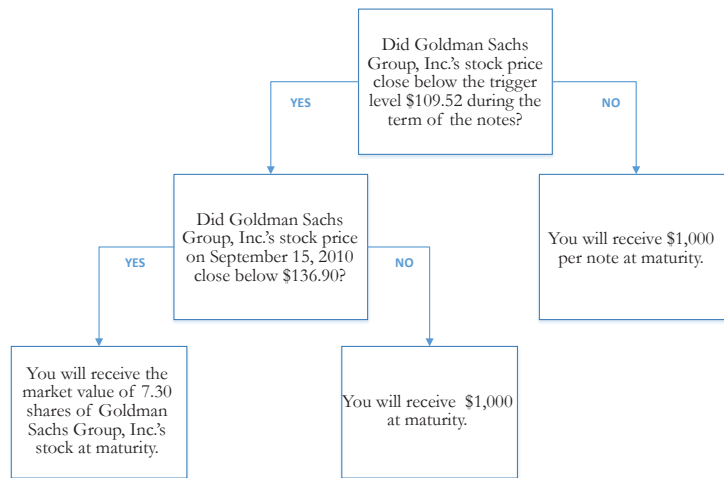 Did Goldman Sachs
Group, Inc.'s stock price
close below the trigger
level $109.52 during the
term of the notes?
YES
NO
Did Goldman Sachs
Group, Inc.'s stock price
on September 15, 2010
close below $136.90?
You will receive $1,000
per note at maturity.
YES
NO
You will receive the
market value of 7.30
shares of Goldman
Sachs Group, Inc.'s
stock at maturity.
You will receive $1,000
at maturity.